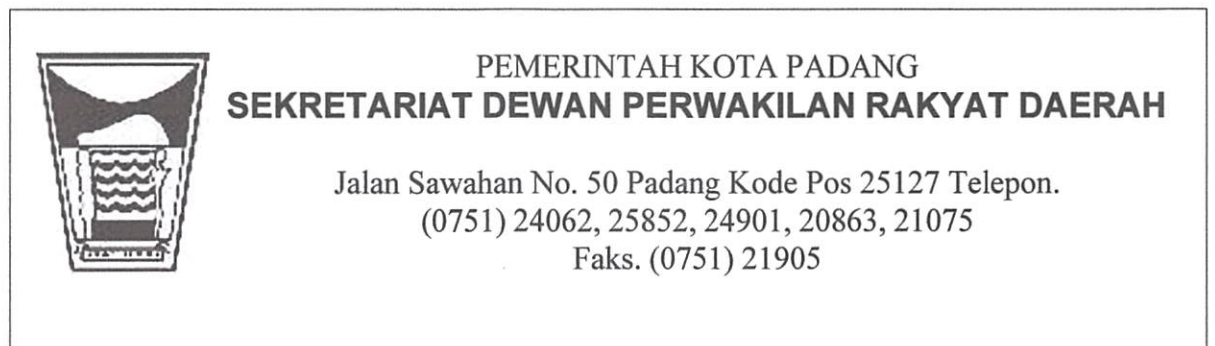 PEMERINTAH KOTA PADANG
SEKRETARIAT DEWAN PERWAKILAN RAKYAT DAERAH
Jalan Sawahan No. 50 Padang Kode Pos 25127 Telepon.
(0751) 24062, 25852, 24901, 20863, 21075
Faks. (0751) 21905